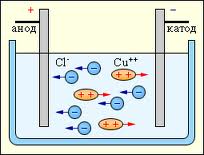 + −
анод катод
Cl⁻ Cu⁺⁺
− ++ −
− ++
− ++ −
++ −